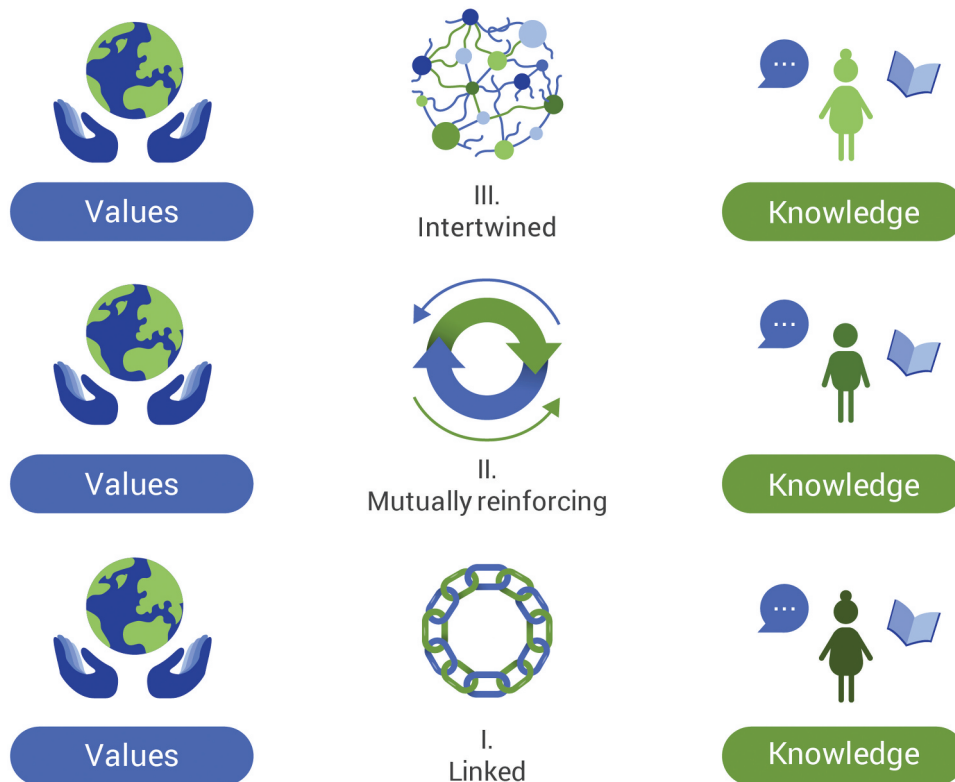 Values
III.
Intertwined
Knowledge
Values
II.
Mutually reinforcing
Knowledge
Values
I.
Linked
Knowledge